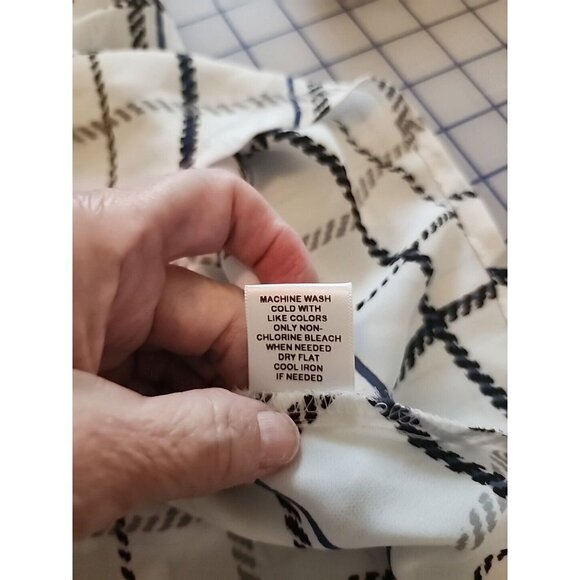 MACHINE WASH
COLD WITH
LIKE COLORS
ONLY NON-
CHLORINE BLEACH
WHEN NEEDED
DRY FLAT
COOL IRON
IF NEEDED